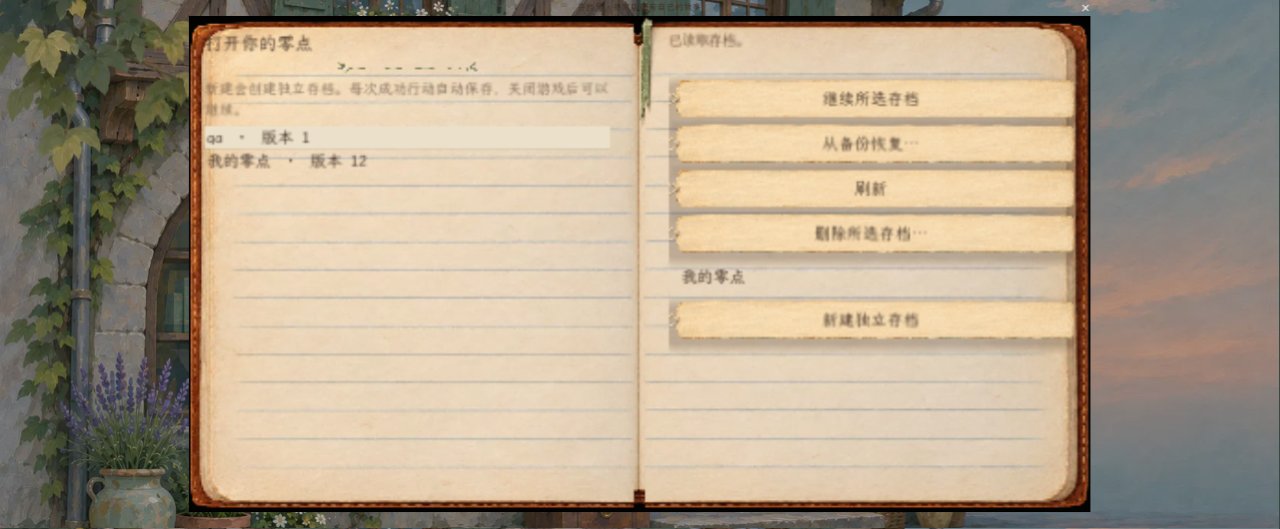 打开你的零点
新建会创建独立存档。每次成功行动自动保存，关闭游戏后可以
继续。
qa · 版本 1
我的零点 · 版本 12
已读取存档。
继续所选存档
从备份恢复…
刷新
删除所选存档…
我的零点
新建独立存档